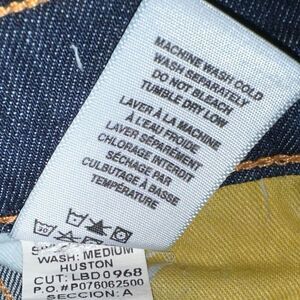 MACHINE WASH COLD
WASH SEPARATELY
DO NOT BLEACH
TUMBLE DRY LOW
LAVER À LA MACHINE
À L'EAU FROIDE
LAVER SÉPARÉMENT
CHLORAGE INTERDIT
SÉCHAGE PAR
CULBUTAGE À BASSE
TEMPÉRATURE
30
WASH: MEDIUM
HUSTON
CUT: LBD0968
P.O.#P076062500
SECCION: A